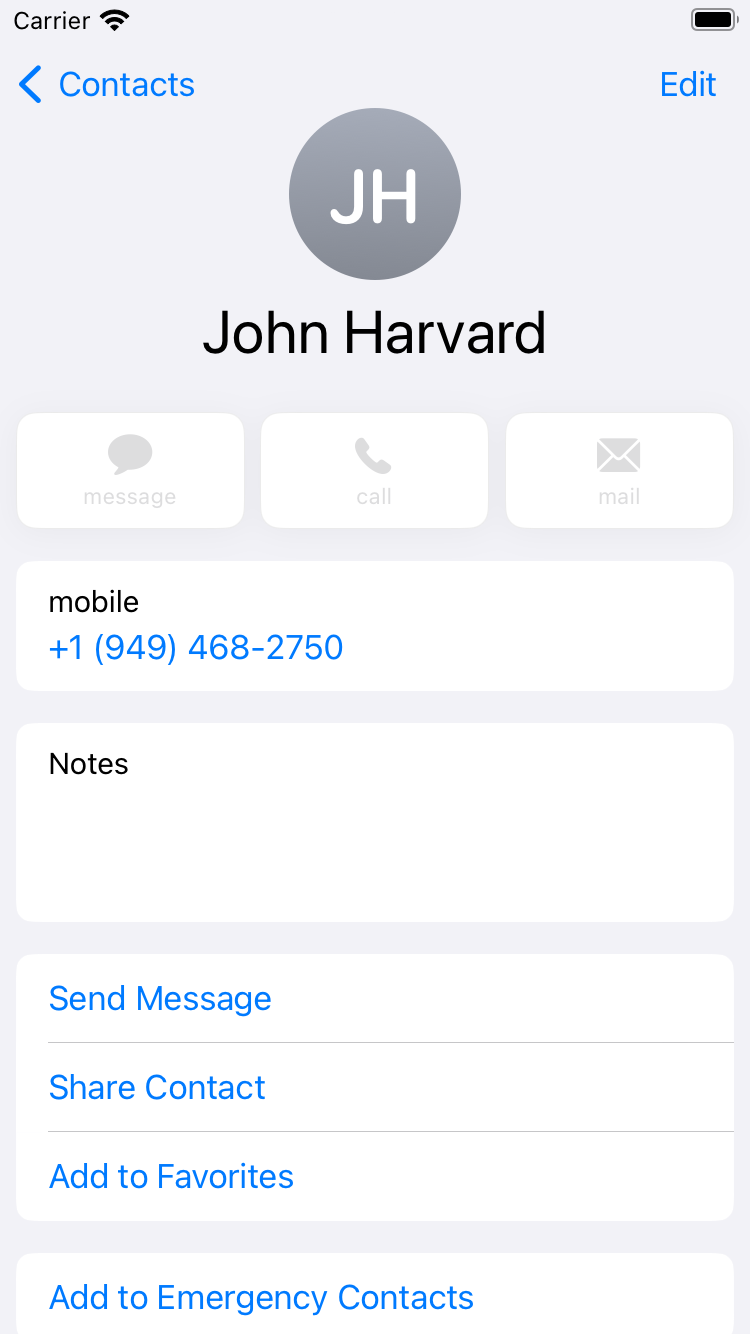 Carrier
Contacts
Edit
JH
John Harvard
message
call
mail
mobile
+1 (949) 468-2750
Notes
Send Message
Share Contact
Add to Favorites
Add to Emergency Contacts